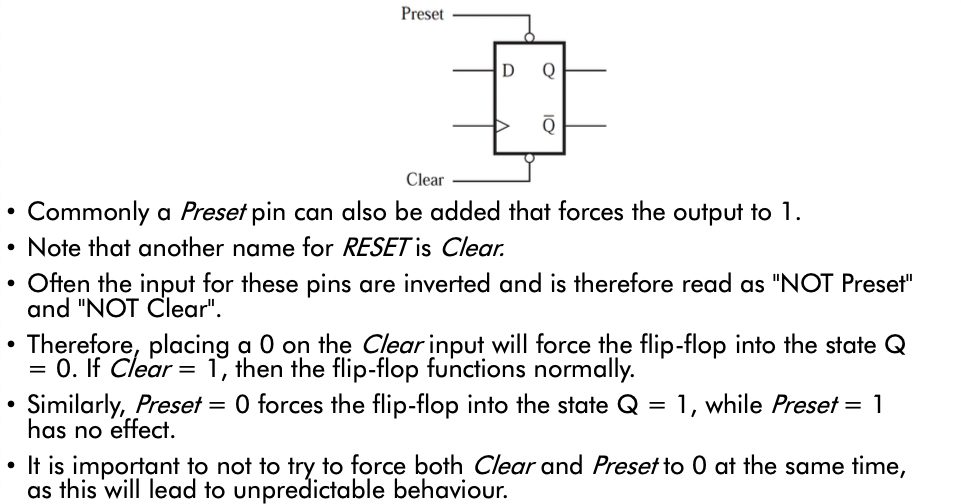 Preset
D Q
Q̅
Clear
• Commonly a Preset pin can also be added that forces the output to 1.
• Note that another name for RESET is Clear.
• Often the input for these pins are inverted and is therefore read as "NOT Preset"
and "NOT Clear".
• Therefore, placing a 0 on the Clear input will force the flip-flop into the state Q
= 0. If Clear = 1, then the flip-flop functions normally.
• Similarly, Preset = 0 forces the flip-flop into the state Q = 1, while Preset = 1
has no effect.
• It is important to not to try to force both Clear and Preset to 0 at the same time,
as this will lead to unpredictable behaviour.